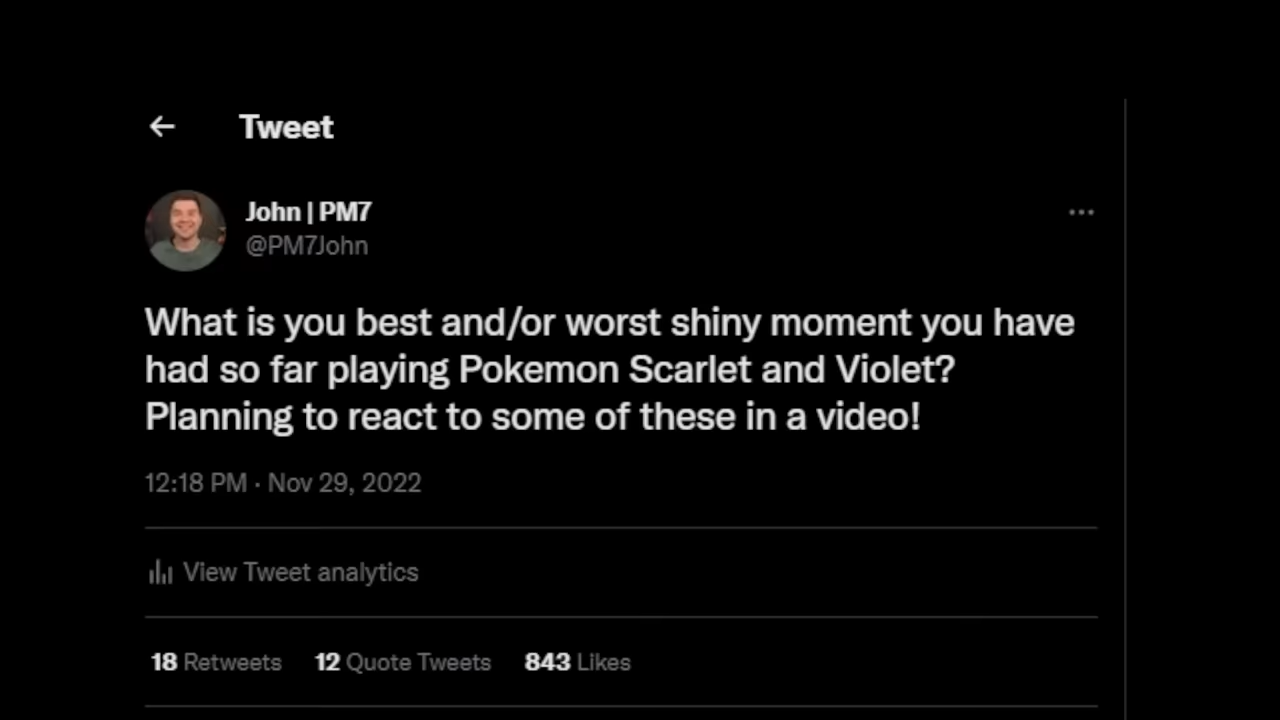 Tweet
John | PM7
@PM7John
What is you best and/or worst shiny moment you have
had so far playing Pokemon Scarlet and Violet?
Planning to react to some of these in a video!
12:18 PM · Nov 29, 2022
View Tweet analytics
18 Retweets 12 Quote Tweets 843 Likes